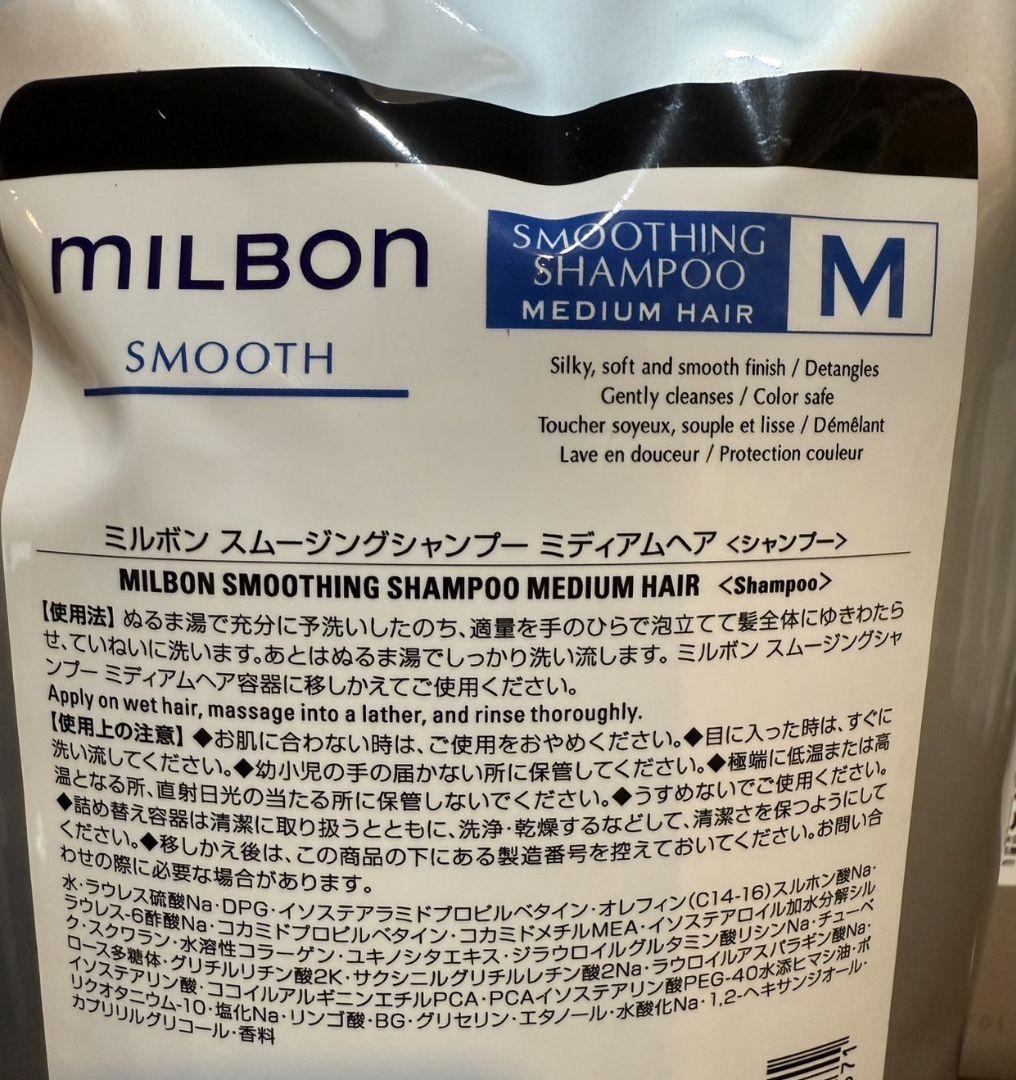 MILBON
SMOOTH
SMOOTHING
SHAMPOO
MEDIUM HAIR
M
Silky, soft and smooth finish / Detangles
Gently cleanses / Color safe
Toucher soyeux, souple et lisse / Démêlant
Lave en douceur / Protection couleur
ミルボン スムージングシャンプー ミディアムヘア <シャンプー>
MILBON SMOOTHING SHAMPOO MEDIUM HAIR <Shampoo>
【使用法】ぬるま湯で充分に予洗いしたのち、適量を手のひらで泡立てて髪全体にゆきわたら
せ、ていねいに洗います。あとはぬるま湯でしっかり洗い流します。ミルボン スムージングシャ
ンプー ミディアムヘア容器に移しかえてご使用ください。
Apply on wet hair, massage into a lather, and rinse thoroughly.
【使用上の注意】◆お肌に合わない時は、ご使用をおやめください。◆目に入った時は、すぐに
洗い流してください。◆幼小児の手の届かない所に保管してください。◆極端に低温または高
温となる所、直射日光の当たる所に保管しないでください。◆うすめないでご使用ください。
◆詰め替え容器は清潔に取り扱うとともに、洗浄・乾燥するなどして、清潔さを保つようにして
ください。◆移しかえ後は、この商品の下にある製造番号を控えておいてください。お問い合
わせの際に必要な場合があります。
水・ラウレス硫酸Na・DPG・イソステアラミドプロピルベタイン・オレフィン(C14-16)スルホン酸Na・
ラウレス-6酢酸Na・コカミドプロピルベタイン・コカミドメチルMEA・イソステアロイル加水分解シル
ク・スクワラン・水溶性コラーゲン・ユキノシタエキス・ジラウロイルグルタミン酸リシンNa・チューベ
ロース多糖体・グリチルリチン酸2K・サクシニルグリチルレチン酸2Na・ラウロイルアスパラギン酸Na・
イソステアリン酸・ココイルアルギニンエチルPCA・PCAイソステアリン酸PEG-40水添ヒマシ油・ポ
リクオタニウム-10・塩化Na・リンゴ酸・BG・グリセリン・エタノール・水酸化Na・1,2-ヘキサンジオール・
カプリリルグリコール・香料